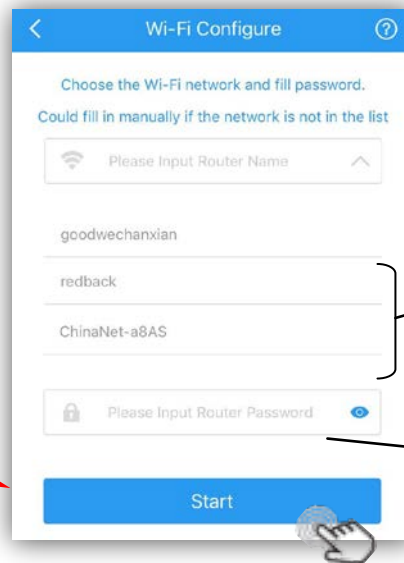 Wi-Fi Configure
Choose the Wi-Fi network and fill password.
Could fill in manually if the network is not in the list
Please Input Router Name
goodwechanxian
redback
ChinaNet-a8AS
Please Input Router Password
Start